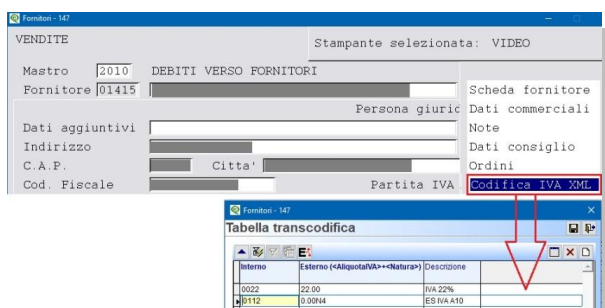 Fornitori - 147
VENDITE
Stampante selezionata: VIDEO
Mastro 2010 DEBITI VERSO FORNITORI
Fornitore 01415
Scheda fornitore
Persona giurid
Dati commerciali
Dati aggiuntivi
Note
Indirizzo
Dati consiglio
C.A.P.
Citta'
Ordini
Cod. Fiscale
Partita IVA
Codifica IVA XML
Fornitori - 147
Tabella transcodifica
Interno Esterno (<AliquotaIVA>+<Natura>) Descrizione
0022 22.00 IVA 22%
0112 0.00N4 ES IVA A10